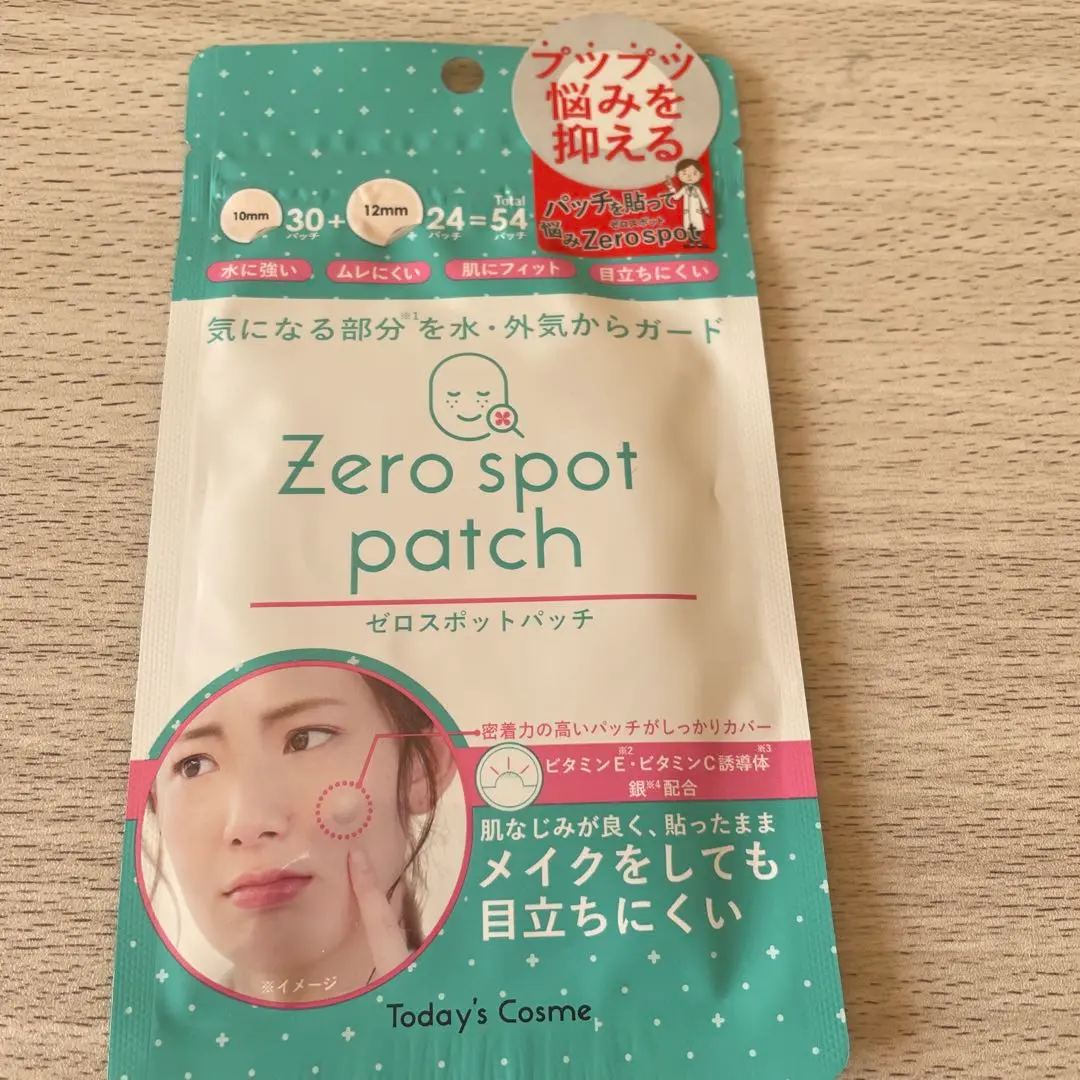 プツプツ
悩みを
抑える
パッチを貼って
ゼロスポット
悩みZerospot
10mm 30+ 12mm 24=54
パッチ パッチ Total パッチ
水に強い ムレにくい 肌にフィット 目立ちにくい
気になる部分※1を水・外気からガード
Zero spot
patch
ゼロスポットパッチ
密着力の高いパッチがしっかりカバー
ビタミンE※2・ビタミンC誘導体※3
銀※4配合
肌なじみが良く、貼ったまま
メイクをしても
目立ちにくい
※イメージ
Today's Cosme